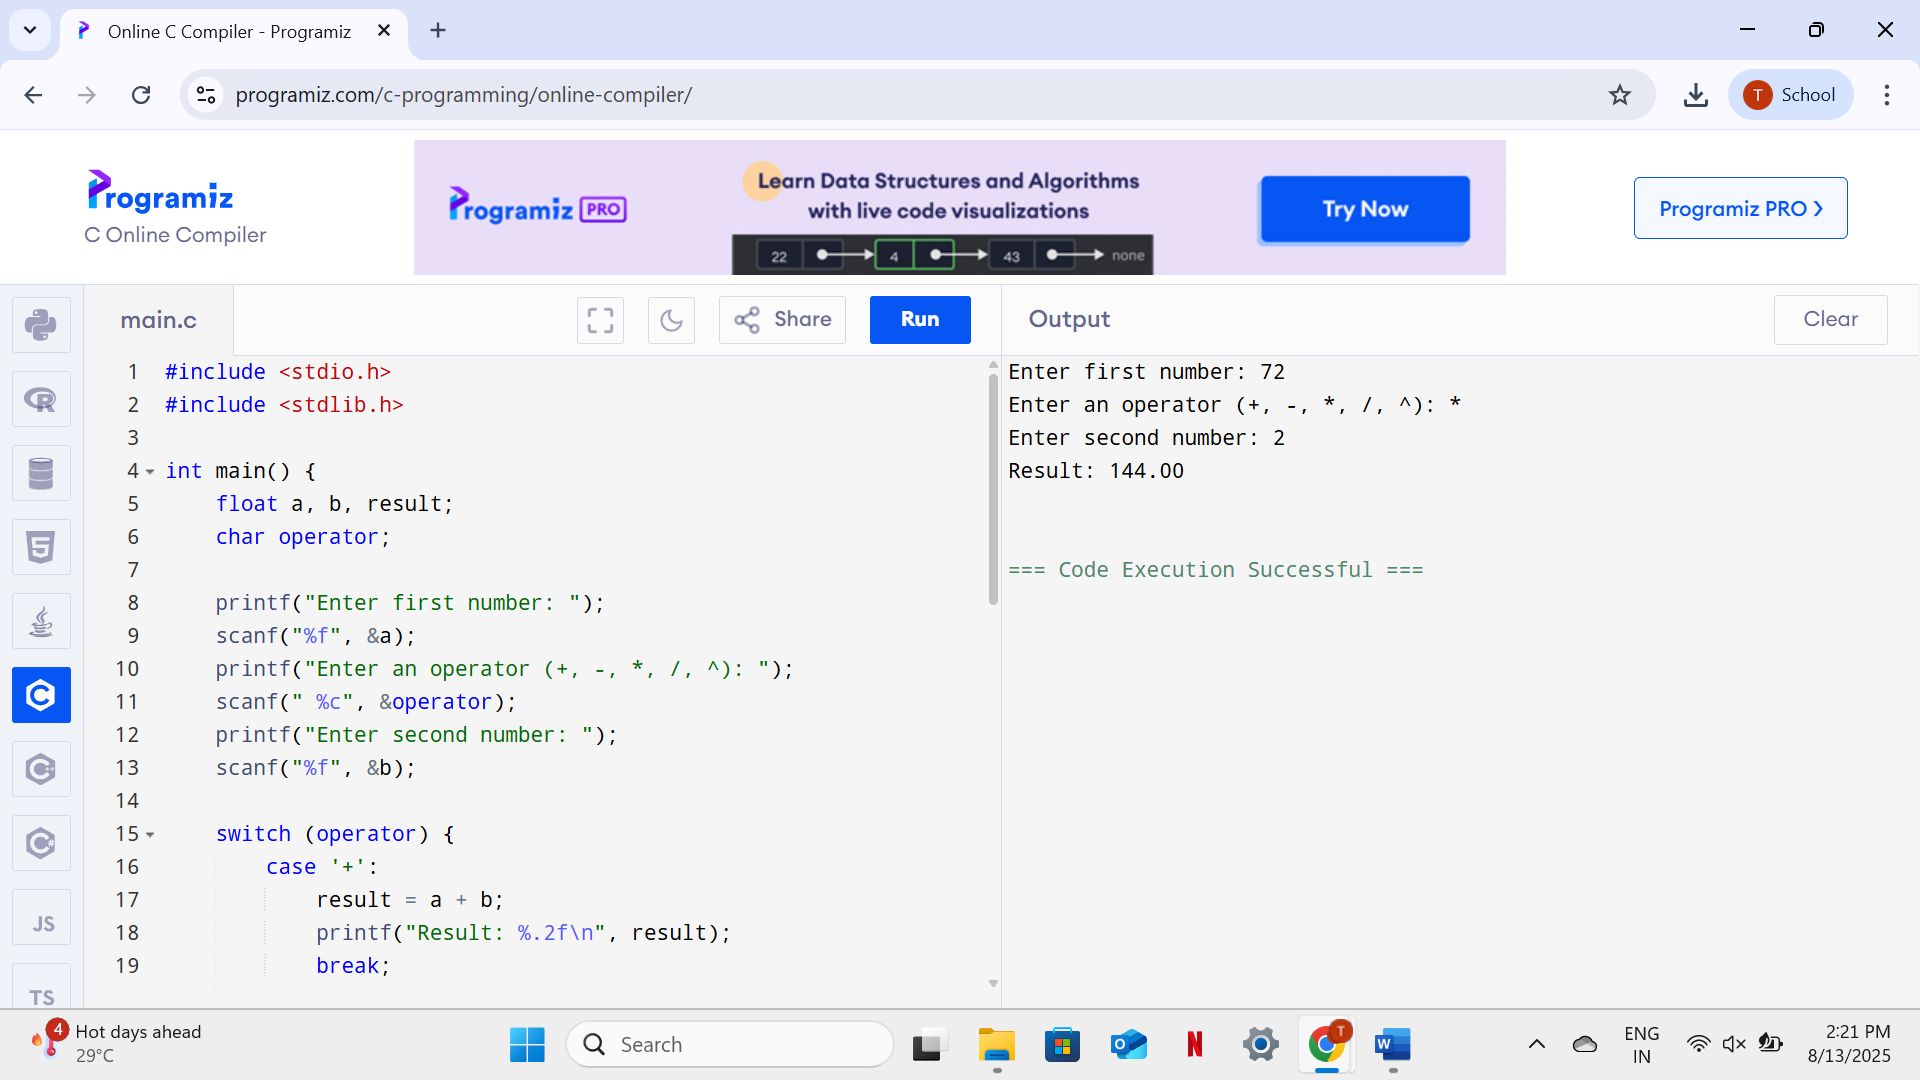 Online C Compiler - Programiz
programiz.com/c-programming/online-compiler/
T School
Programiz
C Online Compiler
Programiz PRO
Learn Data Structures and Algorithms
with live code visualizations
22 4 43 none
Try Now
Programiz PRO ❯
main.c
Share
Run
Output
Clear
1 #include <stdio.h>
2 #include <stdlib.h>
3
4 int main() {
5 float a, b, result;
6 char operator;
7
8 printf("Enter first number: ");
9 scanf("%f", &a);
10 printf("Enter an operator (+, -, *, /, ^): ");
11 scanf(" %c", &operator);
12 printf("Enter second number: ");
13 scanf("%f", &b);
14
15 switch (operator) {
16 case '+':
17 result = a + b;
18 printf("Result: %.2f\n", result);
19 break;
Enter first number: 72
Enter an operator (+, -, *, /, ^): *
Enter second number: 2
Result: 144.00
=== Code Execution Successful ===
R
5
C
C
C#
JS
TS
4
Hot days ahead
29°C
Search
O
N
T
W
ENG
IN
2:21 PM
8/13/2025